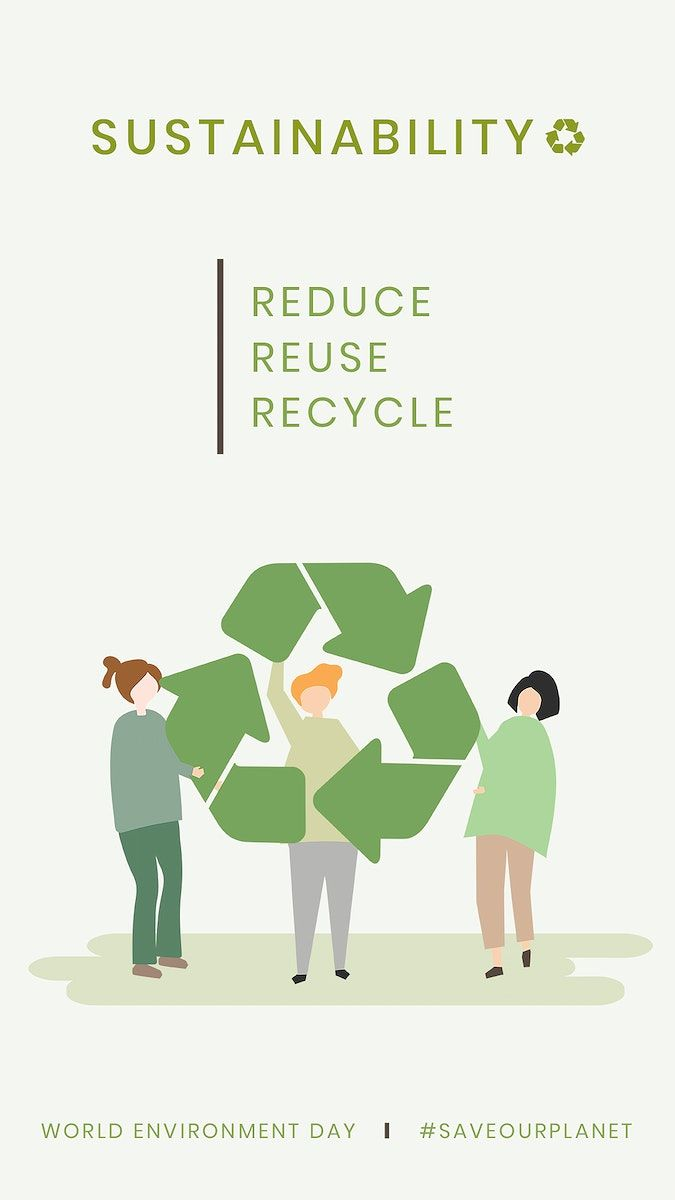 SUSTAINABILITY
REDUCE
REUSE
RECYCLE
WORLD ENVIRONMENT DAY
#SAVEOURPLANET